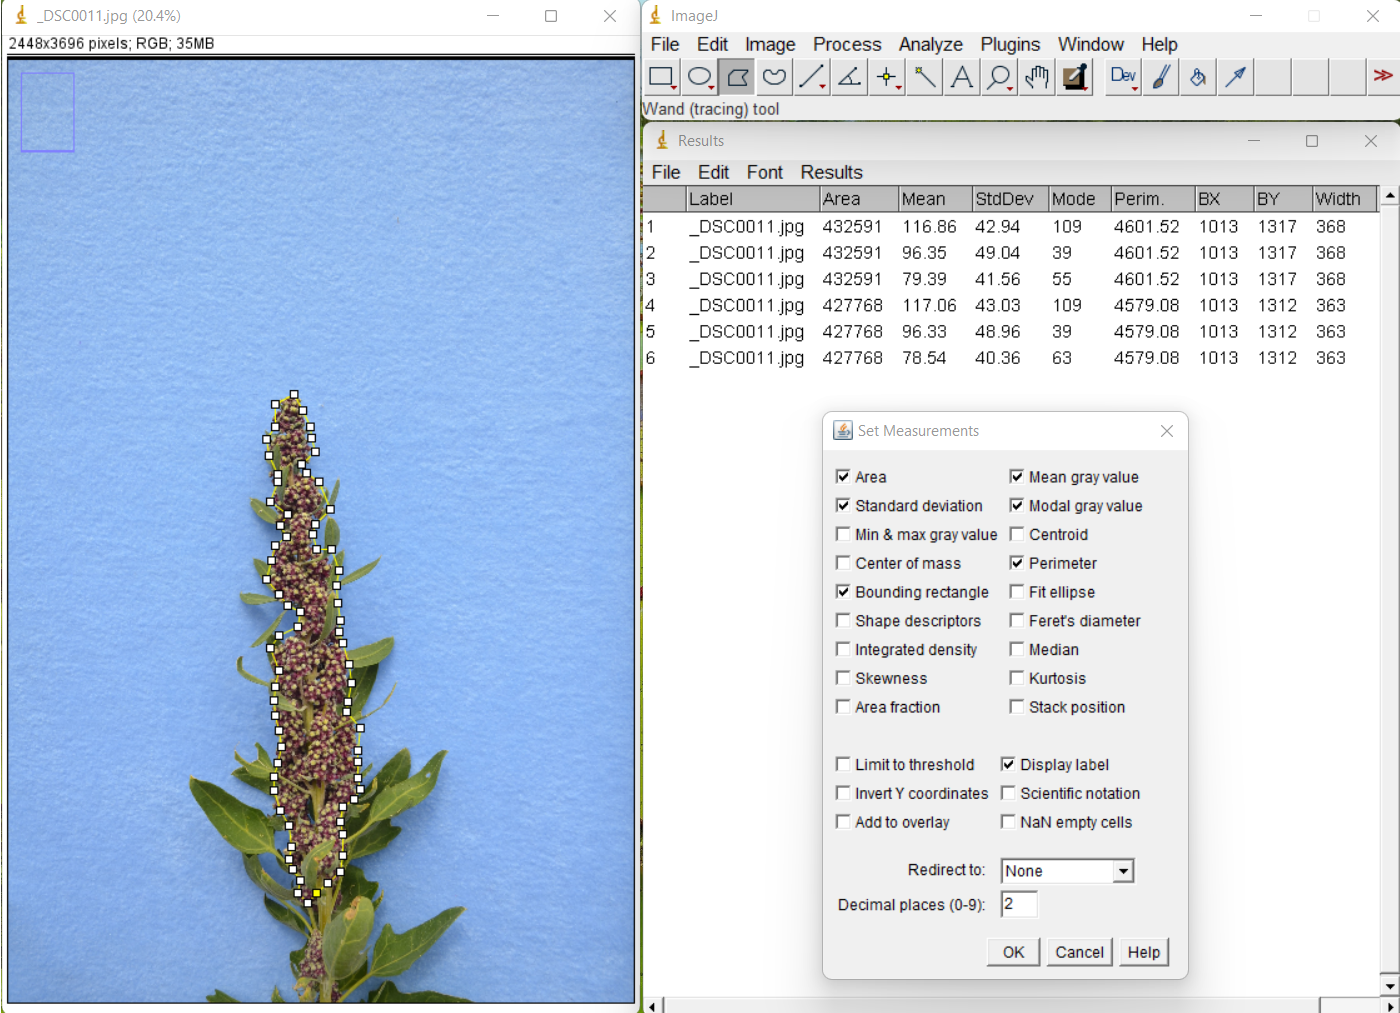 _DSC0011.jpg (20.4%)
2448x3696 pixels; RGB; 35MB
ImageJ
File Edit Image Process Analyze Plugins Window Help
Dev
Wand (tracing) tool
Results
File Edit Font Results
Label Area Mean StdDev Mode Perim. BX BY Width
1 _DSC0011.jpg 432591 116.86 42.94 109 4601.52 1013 1317 368
2 _DSC0011.jpg 432591 96.35 49.04 39 4601.52 1013 1317 368
3 _DSC0011.jpg 432591 79.39 41.56 55 4601.52 1013 1317 368
4 _DSC0011.jpg 427768 117.06 43.03 109 4579.08 1013 1312 363
5 _DSC0011.jpg 427768 96.33 48.96 39 4579.08 1013 1312 363
6 _DSC0011.jpg 427768 78.54 40.36 63 4579.08 1013 1312 363
Set Measurements
Area Mean gray value
Standard deviation Modal gray value
Min & max gray value Centroid
Center of mass Perimeter
Bounding rectangle Fit ellipse
Shape descriptors Feret's diameter
Integrated density Median
Skewness Kurtosis
Area fraction Stack position
Limit to threshold Display label
Invert Y coordinates Scientific notation
Add to overlay NaN empty cells
Redirect to: None
Decimal places (0-9): 2
OK Cancel Help